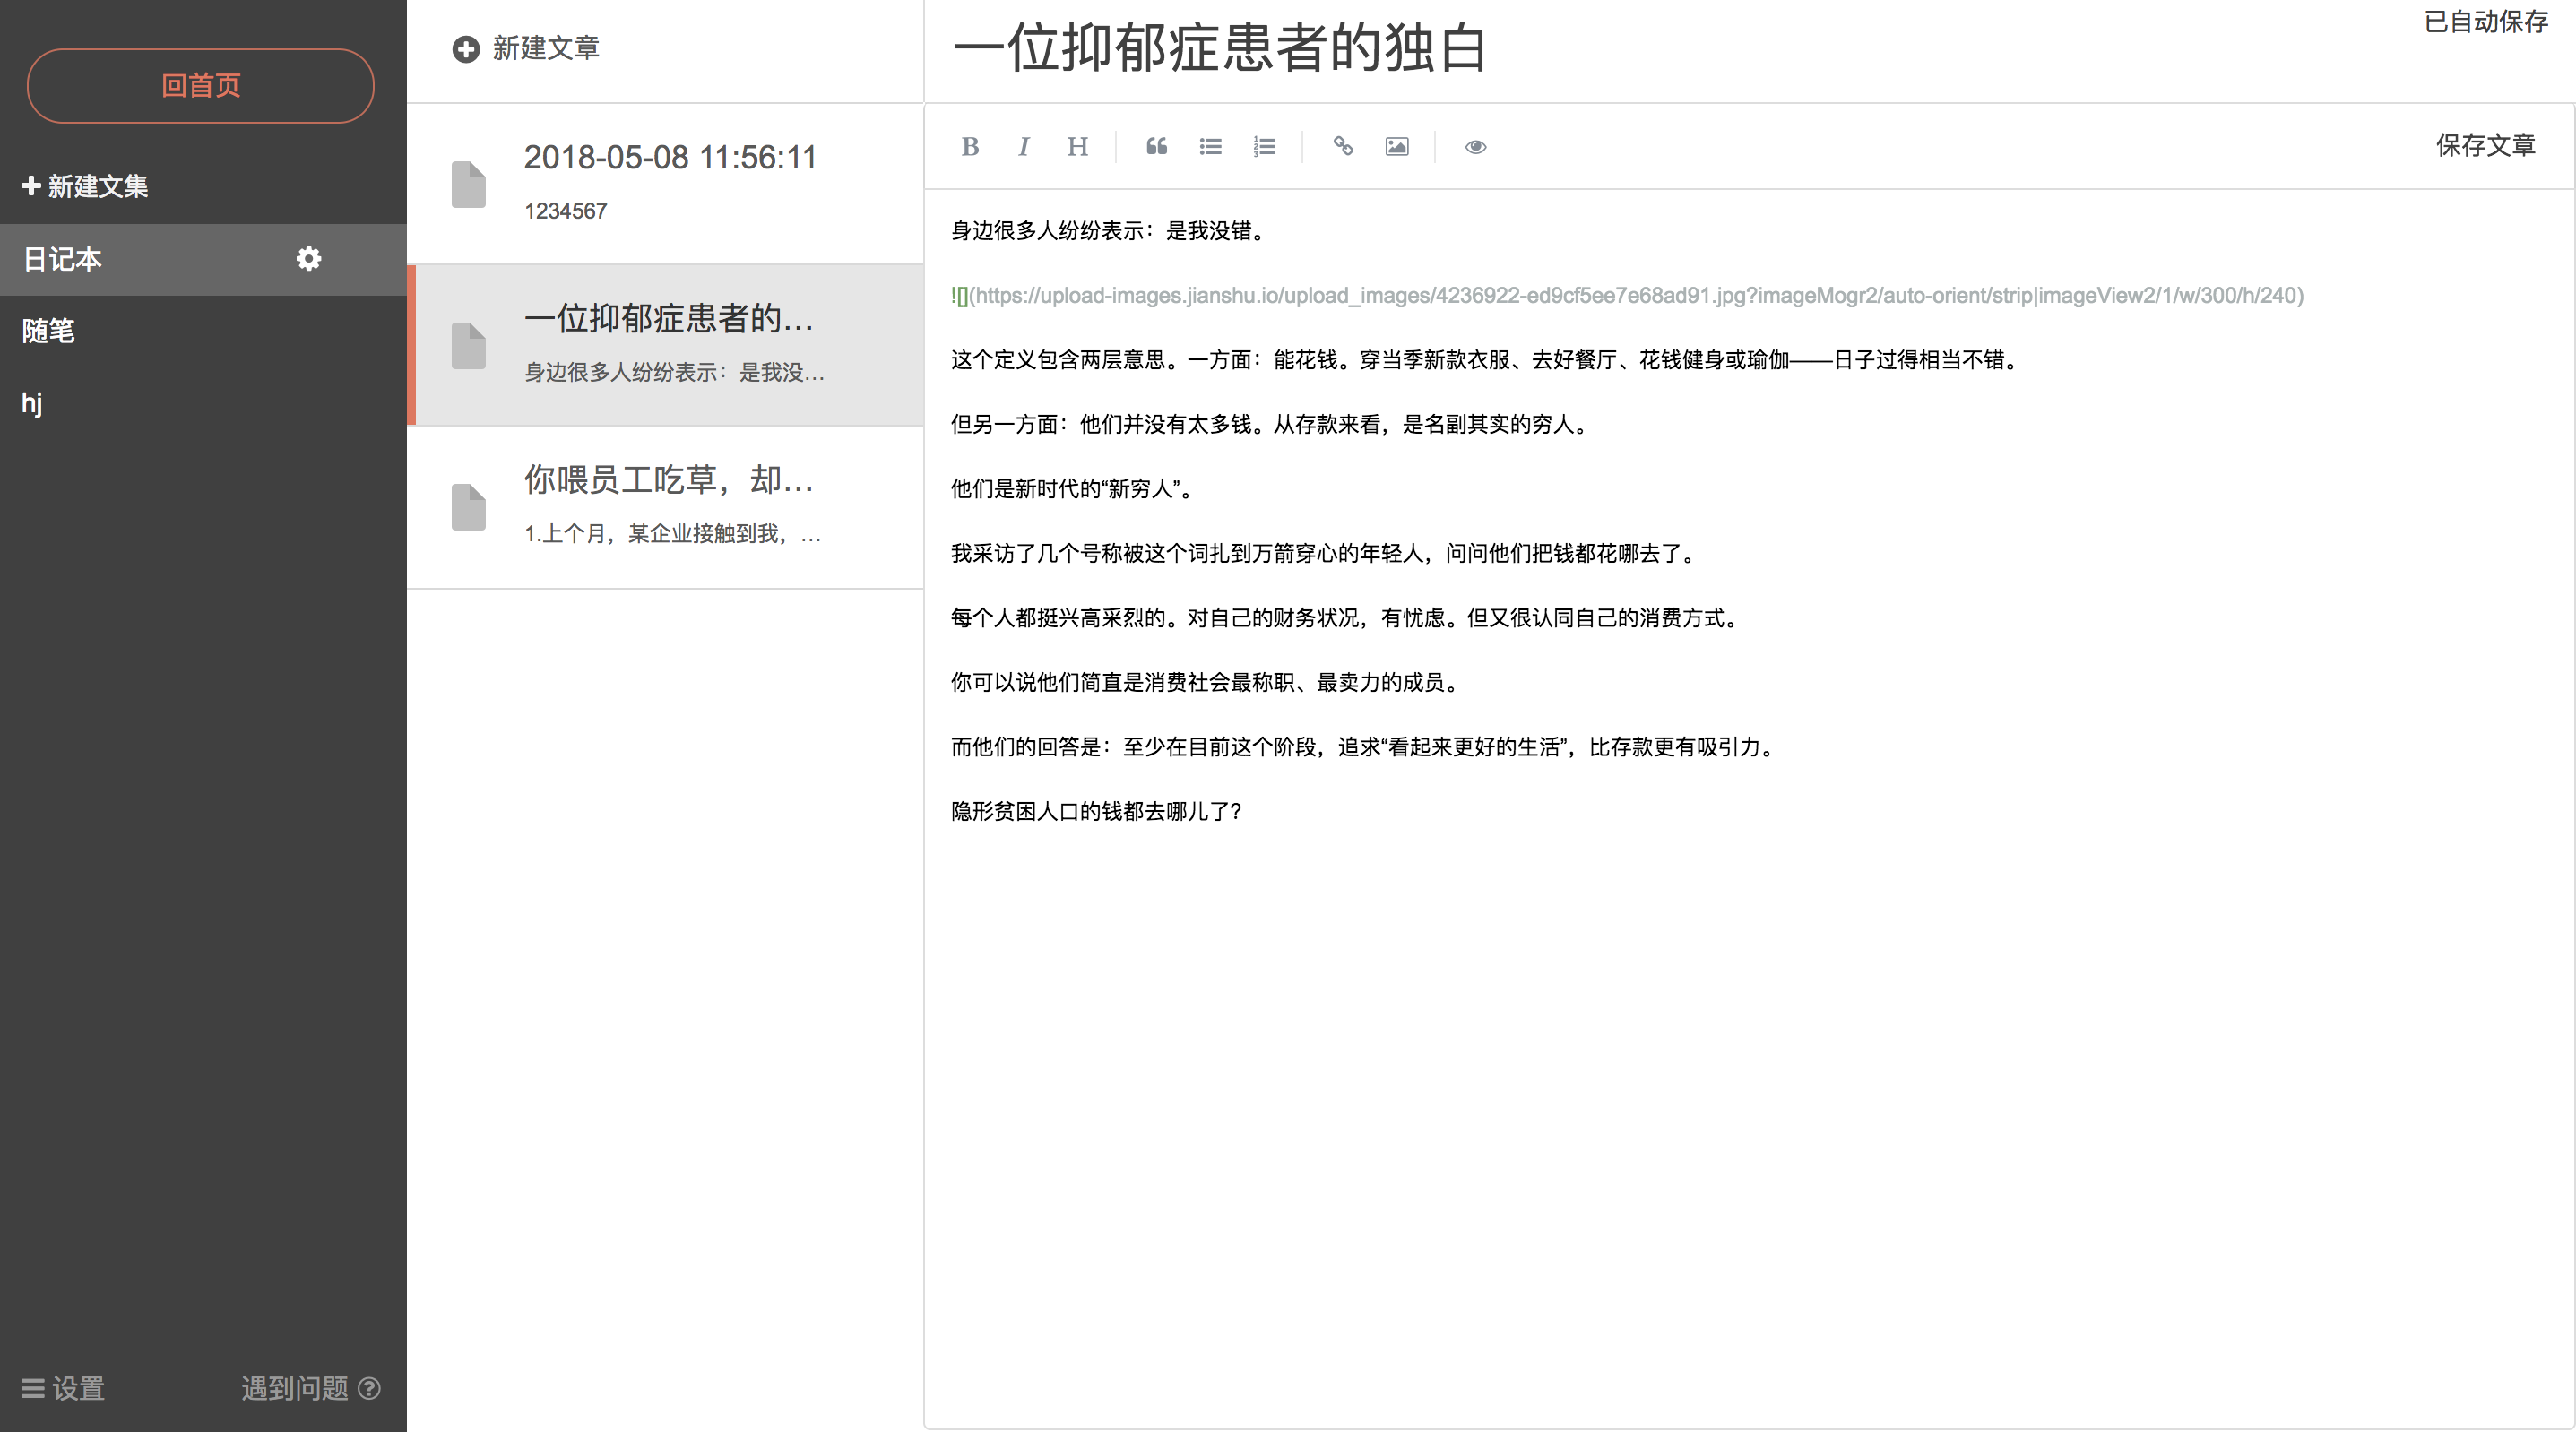 回首页
新建文集
日记本
随笔
hj
设置
遇到问题
新建文章
2018-05-08 11:56:11
1234567
一位抑郁症患者的...
身边很多人纷纷表示：是我没...
你喂员工吃草，却...
1.上个月，某企业接触到我，...
一位抑郁症患者的独白
已自动保存
B I H
保存文章
身边很多人纷纷表示：是我没错。
![](https://upload-images.jianshu.io/upload_images/4236922-ed9cf5ee7e68ad91.jpg?imageMogr2/auto-orient/strip|imageView2/1/w/300/h/240)
这个定义包含两层意思。一方面：能花钱。穿当季新款衣服、去好餐厅、花钱健身或瑜伽——日子过得相当不错。
但另一方面：他们并没有太多钱。从存款来看，是名副其实的穷人。
他们是新时代的“新穷人”。
我采访了几个号称被这个词扎到万箭穿心的年轻人，问问他们把钱都花哪去了。
每个人都挺兴高采烈的。对自己的财务状况，有忧虑。但又很认同自己的消费方式。
你可以说他们简直是消费社会最称职、最卖力的成员。
而他们的回答是：至少在目前这个阶段，追求“看起来更好的生活”，比存款更有吸引力。
隐形贫困人口的钱都去哪儿了？